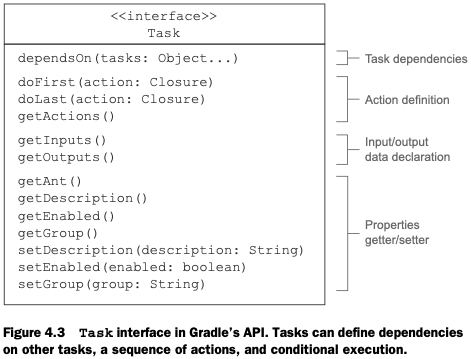 <<interface>>
Task
dependsOn(tasks: Object...)
Task dependencies
doFirst(action: Closure)
doLast(action: Closure)
getActions()
Action definition
getInputs()
getOutputs()
Input/output
data declaration
getAnt()
getDescription()
getEnabled()
getGroup()
setDescription(description: String)
setEnabled(enabled: boolean)
setGroup(group: String)
Properties
getter/setter
Figure 4.3 Task interface in Gradle's API. Tasks can define dependencies
on other tasks, a sequence of actions, and conditional execution.